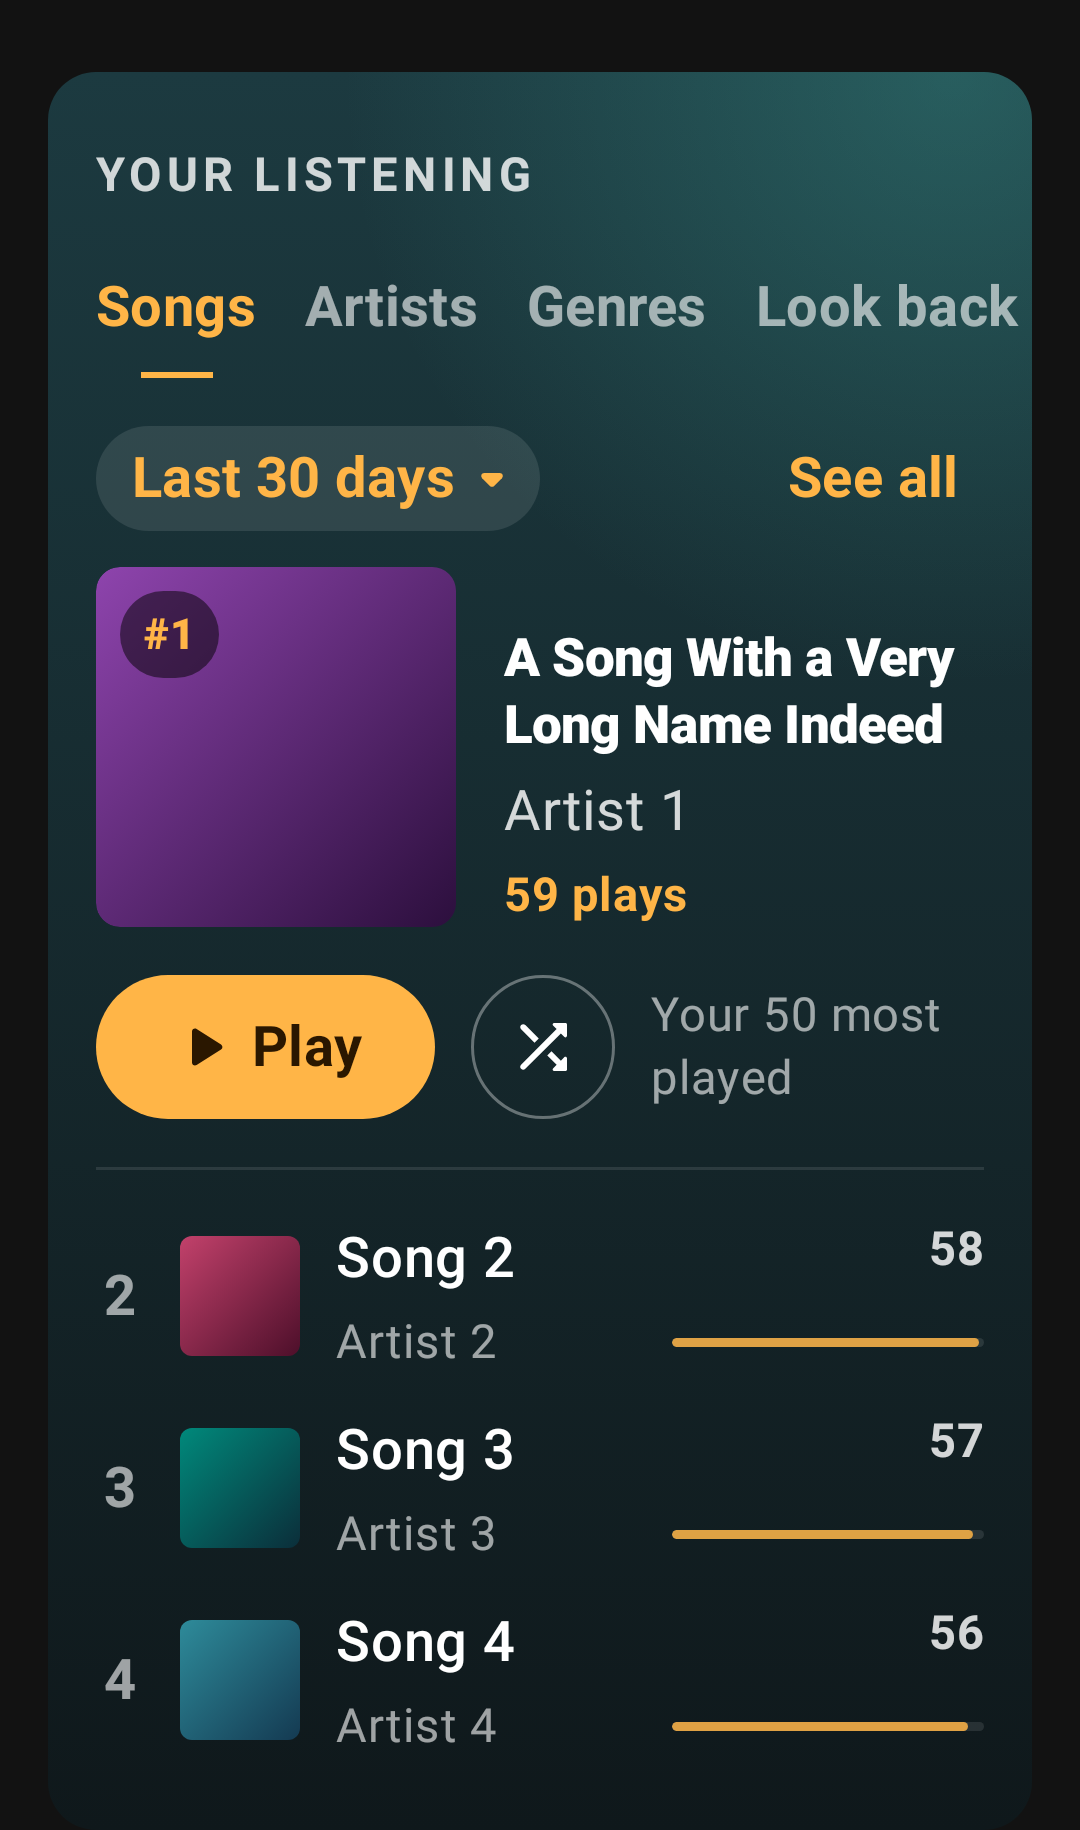 YOUR LISTENING
Songs Artists Genres Look back
Last 30 days See all
#1
A Song With a Very
Long Name Indeed
Artist 1
59 plays
Play
Your 50 most
played
2 Song 2 58
Artist 2
3 Song 3 57
Artist 3
4 Song 4 56
Artist 4